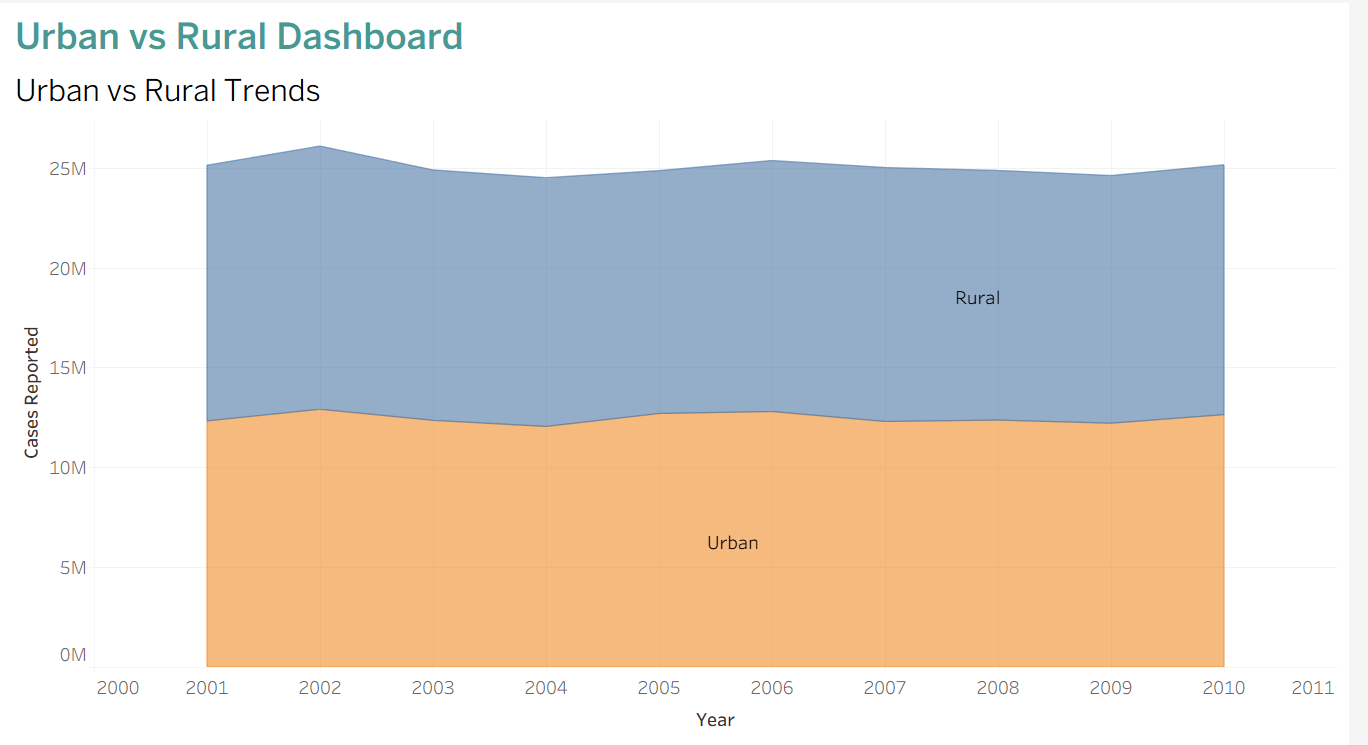 Urban vs Rural Dashboard
Urban vs Rural Trends
25M
20M
Rural
15M
Cases Reported
10M
Urban
5M
0M
2000 2001 2002 2003 2004 2005 2006 2007 2008 2009 2010 2011
Year